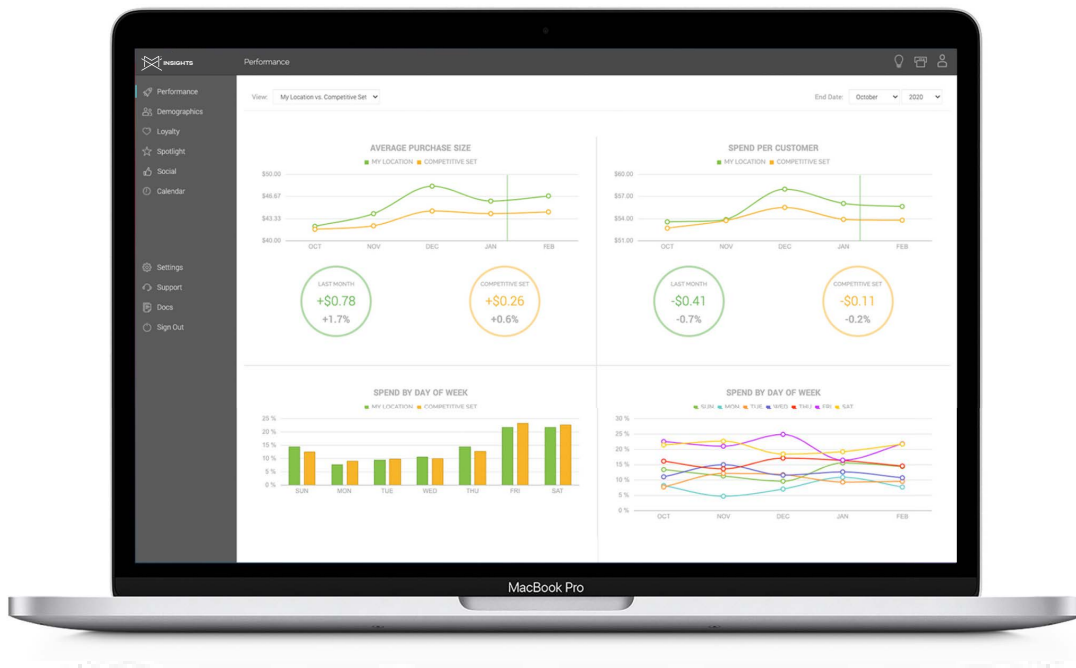 INSIGHTS
Performance
Performance
Demographics
Loyalty
Spotlight
Social
Calendar
Settings
Support
Docs
Sign Out
View: My Location vs. Competitive Set
End Date: October 2020
AVERAGE PURCHASE SIZE
MY LOCATION COMPETITIVE SET
$50.00
$46.67
$43.33
$40.00
OCT NOV DEC JAN FEB
LAST MONTH
+$0.78
+1.7%
COMPETITIVE SET
+$0.26
+0.6%
SPEND PER CUSTOMER
MY LOCATION COMPETITIVE SET
$60.00
$57.00
$54.00
$51.00
OCT NOV DEC JAN FEB
LAST MONTH
-$0.41
-0.7%
COMPETITIVE SET
-$0.11
-0.2%
SPEND BY DAY OF WEEK
MY LOCATION COMPETITIVE SET
25 %
20 %
15 %
10 %
5 %
0 %
SUN MON TUE WED THU FRI SAT
SPEND BY DAY OF WEEK
SUN MON TUE WED THU FRI SAT
30 %
25 %
20 %
15 %
10 %
5 %
0 %
OCT NOV DEC JAN FEB
MacBook Pro